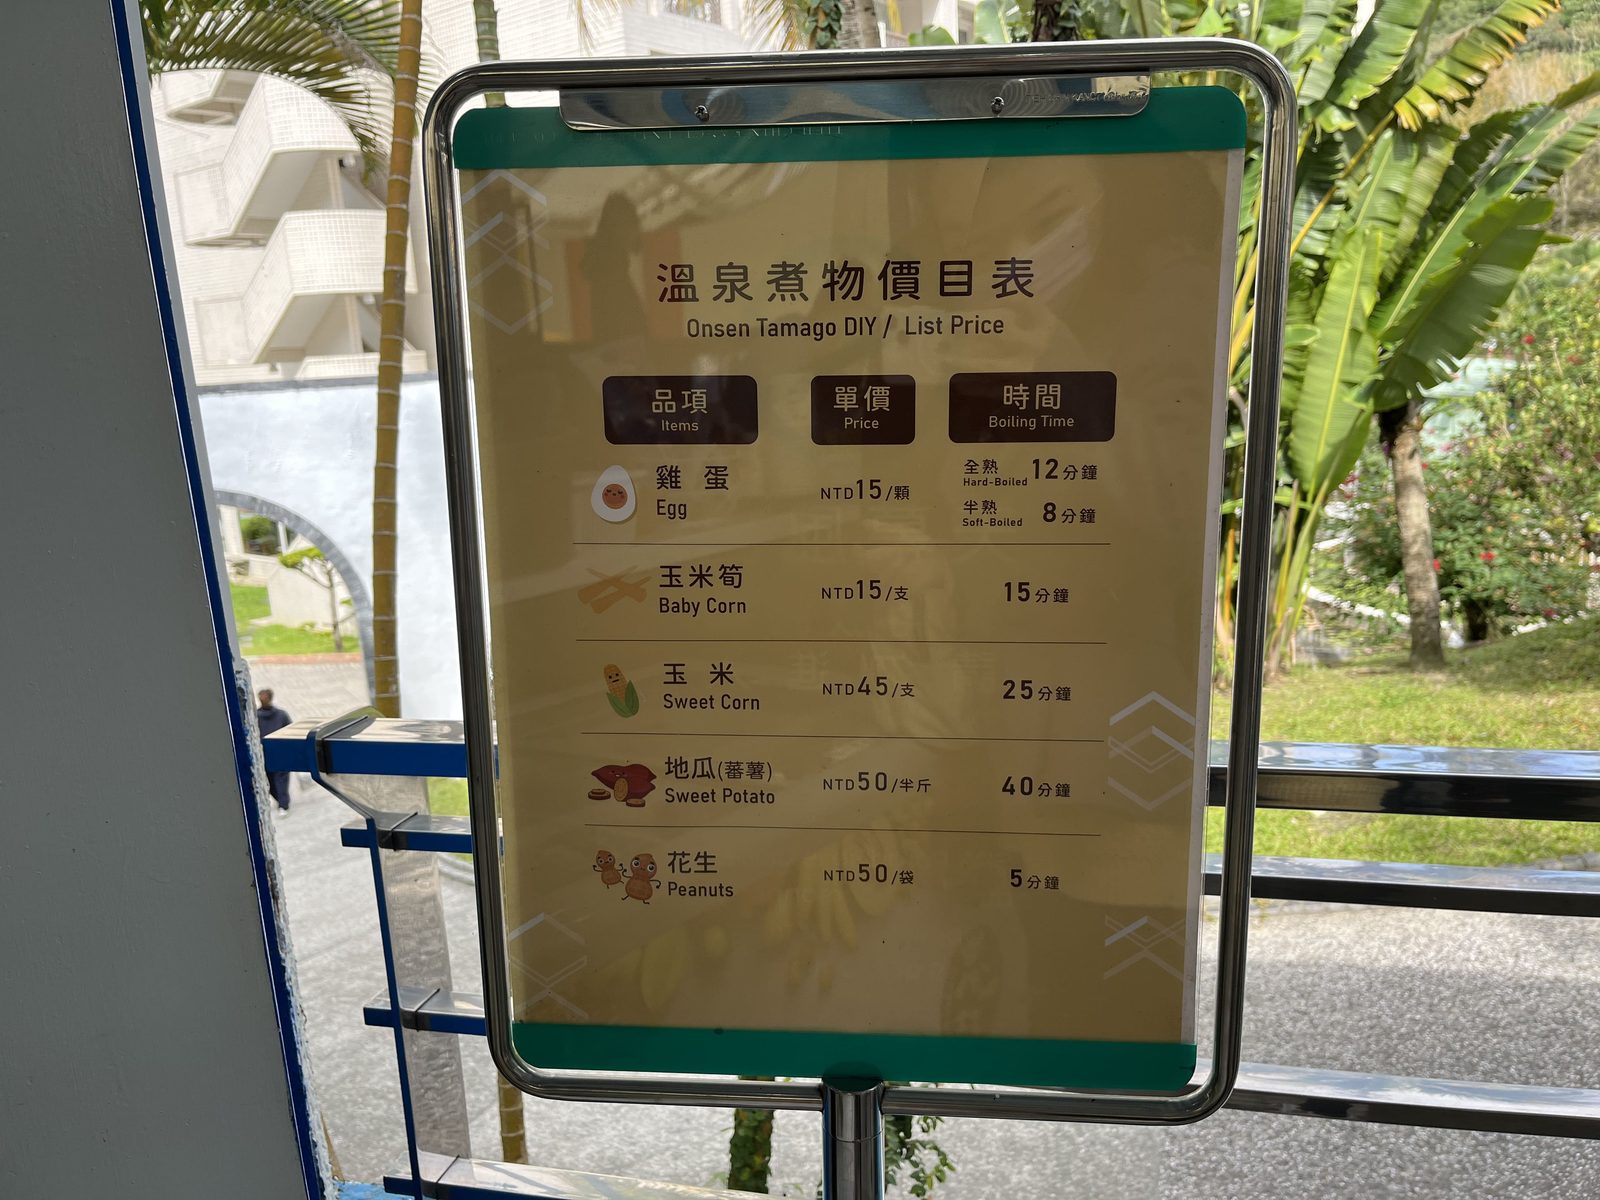 溫泉煮物價目表
Onsen Tamago DIY / List Price
品項 單價 時間
Items Price Boiling Time
雞蛋 NTD15/顆 全熟 12分鐘
Egg Hard-Boiled
半熟 8分鐘
Soft-Boiled
玉米筍 NTD15/支 15分鐘
Baby Corn
玉米 NTD45/支 25分鐘
Sweet Corn
地瓜(蕃薯) NTD50/半斤 40分鐘
Sweet Potato
花生 NTD50/袋 5分鐘
Peanuts